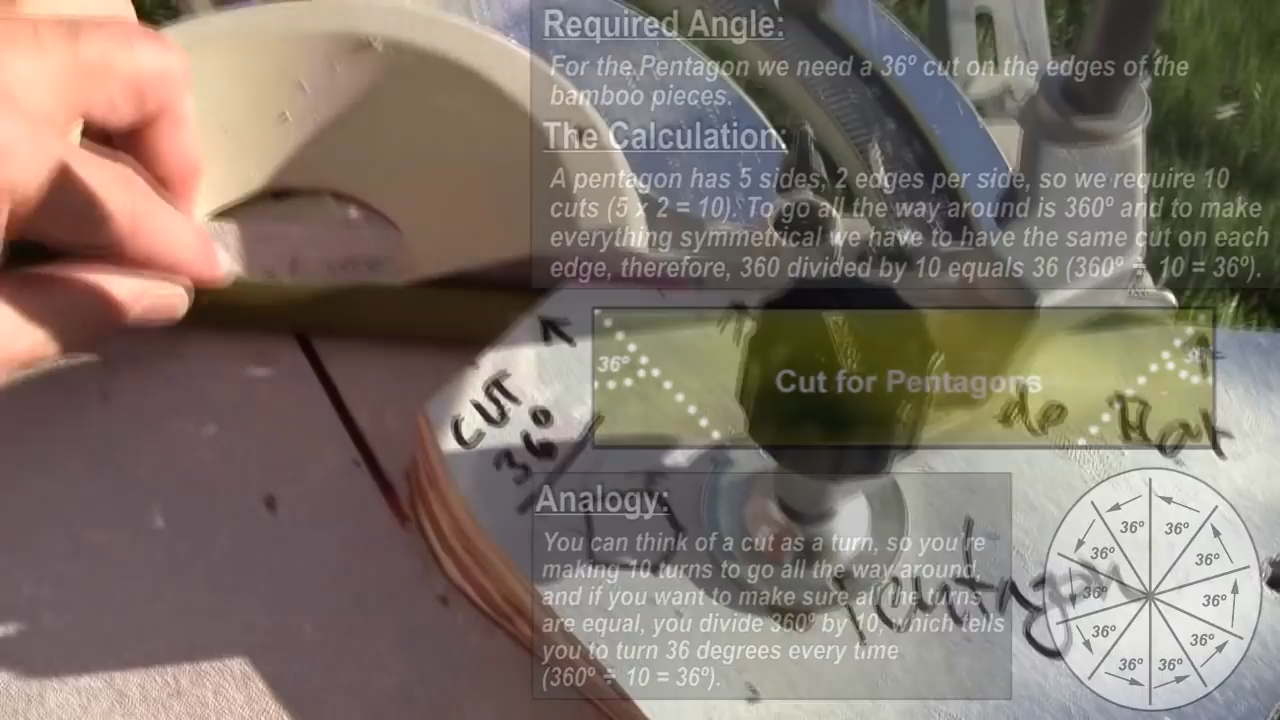 Required Angle:
For the Pentagon we need a 36º cut on the edges of the
bamboo pieces.
The Calculation:
A pentagon has 5 sides, 2 edges per side, so we require 10
cuts (5 x 2 = 10). To go all the way around is 360º and to make
everything symmetrical we have to have the same cut on each
edge, therefore, 360 divided by 10 equals 36 (360º ÷ 10 = 36º).
CUT
36º
36º
Cut for Pentagons
Analogy:
You can think of a cut as a turn, so you're
making 10 turns to go all the way around,
and if you want to make sure all the turns
are equal, you divide 360º by 10, which tells
you to turn 36 degrees every time
(360º ÷ 10 = 36º).
Pentagon
36º 36º
36º 36º
36º 36º
36º 36º
36º 36º